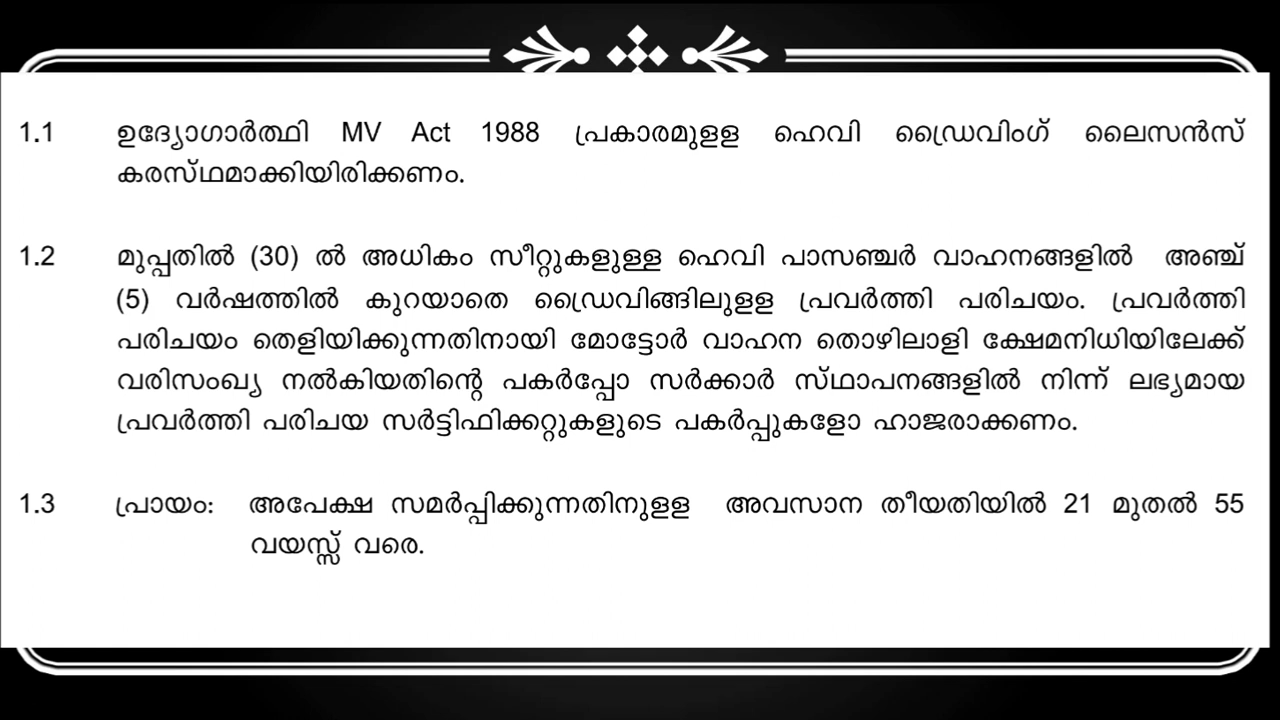 1.1 ഉദ്യോഗാർത്ഥി MV Act 1988 പ്രകാരമുളള ഹെവി ഡ്രൈവിംഗ് ലൈസൻസ്
കരസ്ഥമാക്കിയിരിക്കണം.
1.2 മുപ്പതിൽ (30) ൽ അധികം സീറ്റുകളുള്ള ഹെവി പാസഞ്ചർ വാഹനങ്ങളിൽ അഞ്ച്
(5) വർഷത്തിൽ കുറയാതെ ഡ്രൈവിങ്ങിലുളള പ്രവർത്തി പരിചയം. പ്രവർത്തി
പരിചയം തെളിയിക്കുന്നതിനായി മോട്ടോർ വാഹന തൊഴിലാളി ക്ഷേമനിധിയിലേക്ക്
വരിസംഖ്യ നൽകിയതിന്റെ പകർപ്പോ സർക്കാർ സ്ഥാപനങ്ങളിൽ നിന്ന് ലഭ്യമായ
പ്രവർത്തി പരിചയ സർട്ടിഫിക്കറ്റുകളുടെ പകർപ്പുകളോ ഹാജരാക്കണം.
1.3 പ്രായം: അപേക്ഷ സമർപ്പിക്കുന്നതിനുളള അവസാന തീയതിയിൽ 21 മുതൽ 55
വയസ്സ് വരെ.